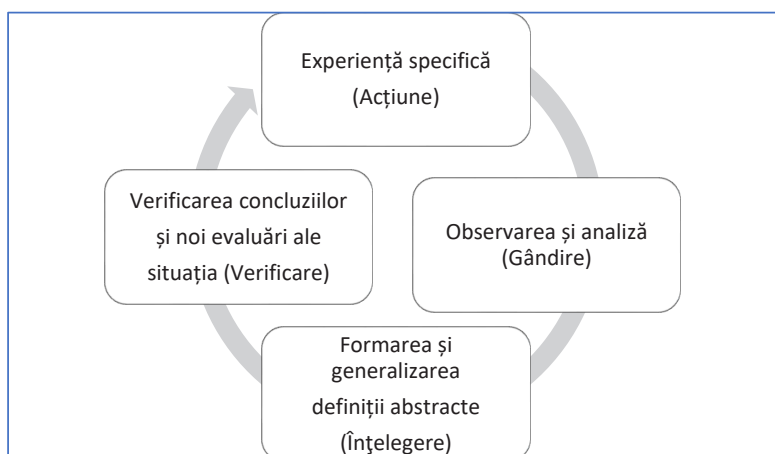 Experiență specifică
(Acțiune)
Observarea și analiză
(Gândire)
Formarea și
generalizarea
definiții abstracte
(Înţelegere)
Verificarea concluziilor
și noi evaluări ale
situația (Verificare)